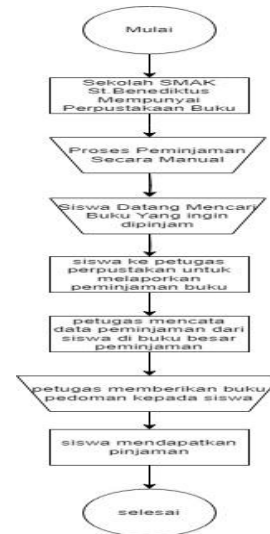 Mulai
Sekolah SMAK
St.Benediktus
Mempunyai
Perpustakaan Buku
Proses Peminjaman
Secara Manual
Siswa Datang Mencari
Buku Yang ingin
dipinjam
siswa ke petugas
perpustakan untuk
melaporkan
peminjaman buku
petugas mencata
data peminjaman dari
siswa di buku besar
peminjaman
petugas memberikan buku
pedoman kepada siswa
siswa mendapatkan
pinjaman
selesai